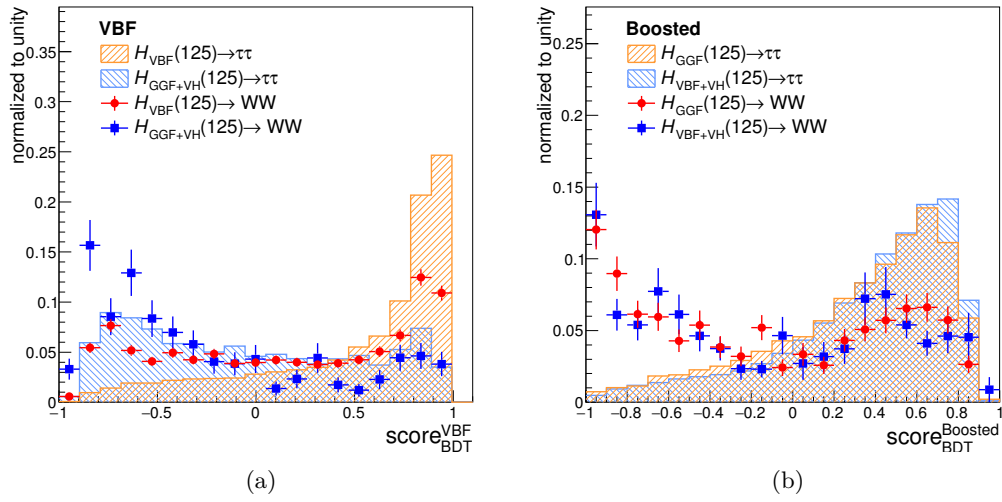 VBF
H_VBF(125)→ττ
H_GGF+VH(125)→ττ
H_VBF(125)→ WW
H_GGF+VH(125)→ WW
normalized to unity
0.35
0.3
0.25
0.2
0.15
0.1
0.05
0
−1 −0.5 0 0.5 1
score^VBF_BDT
(a)
Boosted
H_GGF(125)→ττ
H_VBF+VH(125)→ττ
H_GGF(125)→ WW
H_VBF+VH(125)→ WW
normalized to unity
0.25
0.2
0.15
0.1
0.05
0
−1 −0.8 −0.6 −0.4 −0.2 0 0.2 0.4 0.6 0.8 1
score^Boosted_BDT
(b)